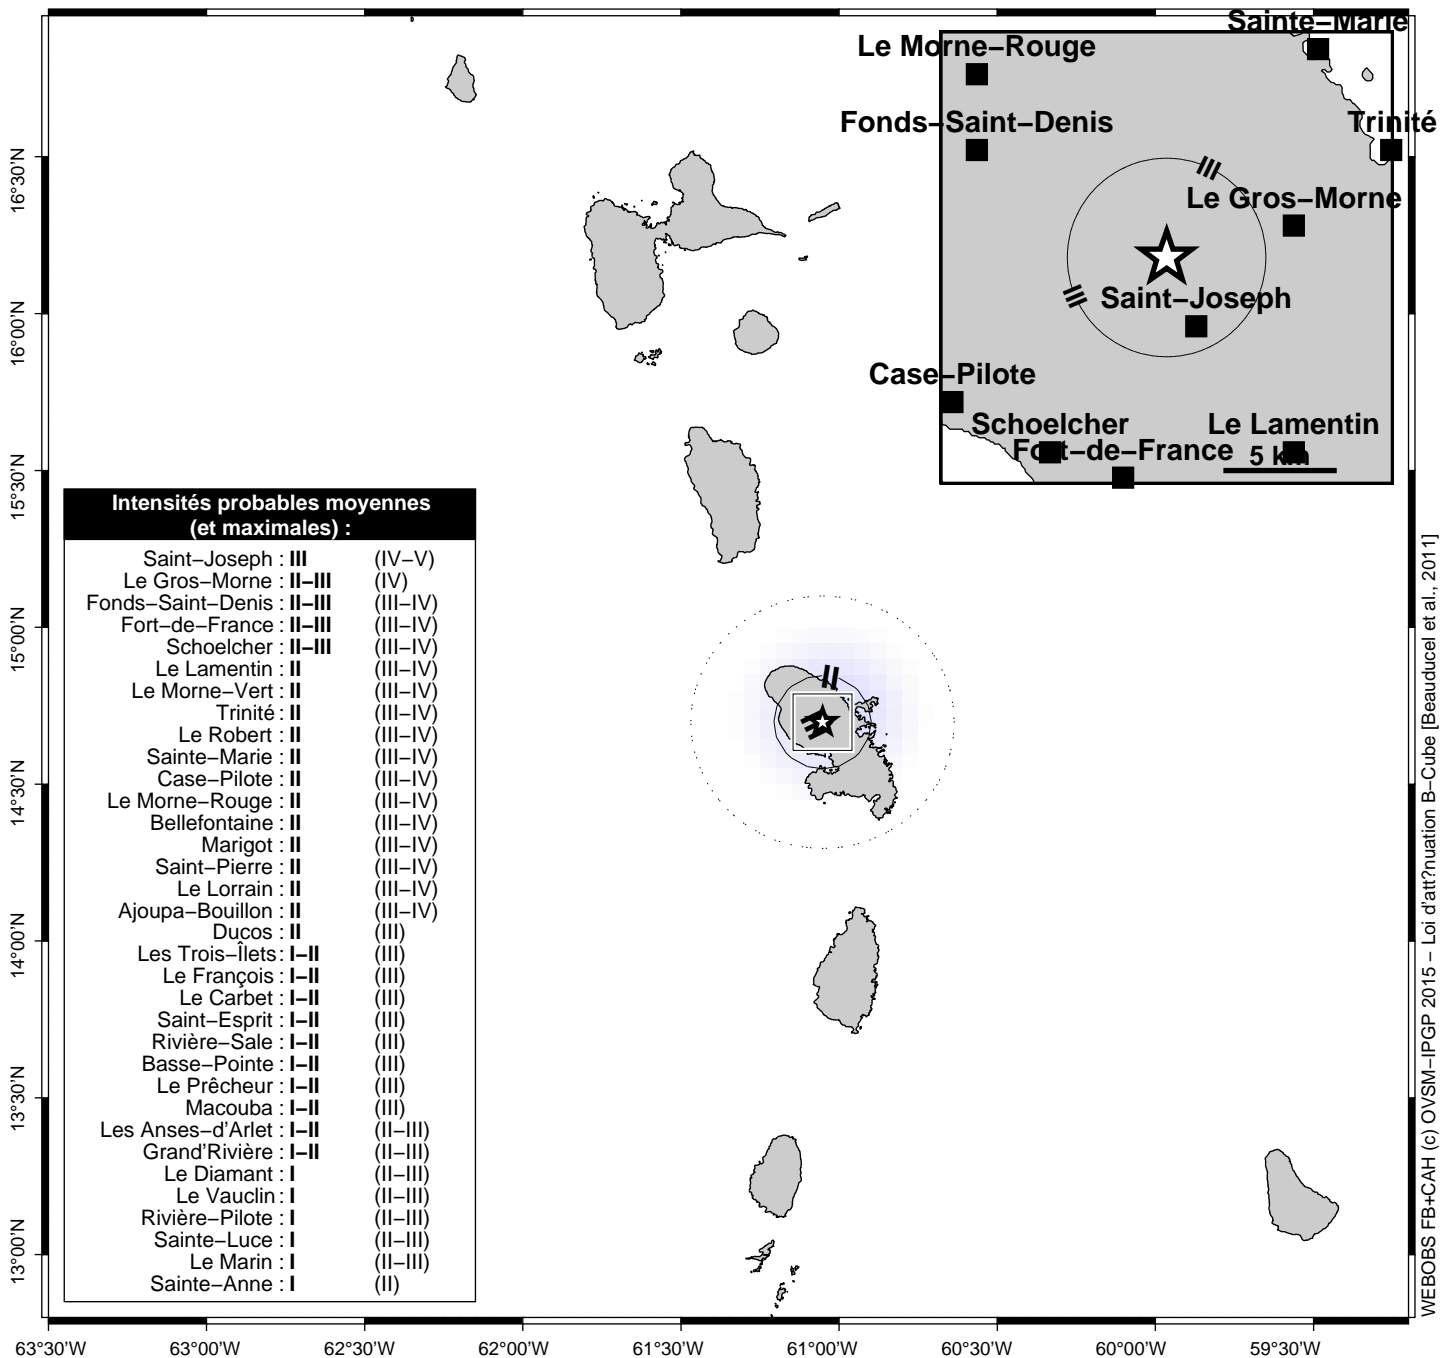 Sainte–Marie
Le Morne–Rouge
Fonds–Saint–Denis
Trinité
III
Le Gros–Morne
Saint–Joseph
III
Case–Pilote
Schoelcher
Le Lamentin
Fort–de–France
5 km
II
Intensités probables moyennes
(et maximales) :
Saint–Joseph : III (IV–V)
Le Gros–Morne : II–III (IV)
Fonds–Saint–Denis : II–III (III–IV)
Fort–de–France : II–III (III–IV)
Schoelcher : II–III (III–IV)
Le Lamentin : II (III–IV)
Le Morne–Vert : II (III–IV)
Trinité : II (III–IV)
Le Robert : II (III–IV)
Sainte–Marie : II (III–IV)
Case–Pilote : II (III–IV)
Le Morne–Rouge : II (III–IV)
Bellefontaine : II (III–IV)
Marigot : II (III–IV)
Saint–Pierre : II (III–IV)
Le Lorrain : II (III–IV)
Ajoupa–Bouillon : II (III–IV)
Ducos : II (III)
Les Trois–Îlets : I–II (III)
Le François : I–II (III)
Le Carbet : I–II (III)
Saint–Esprit : I–II (III)
Rivière–Sale : I–II (III)
Basse–Pointe : I–II (III)
Le Prêcheur : I–II (III)
Macouba : I–II (III)
Les Anses–d'Arlet : I–II (II–III)
Grand'Rivière : I–II (II–III)
Le Diamant : I (II–III)
Le Vauclin : I (II–III)
Rivière–Pilote : I (II–III)
Sainte–Luce : I (II–III)
Le Marin : I (II–III)
Sainte–Anne : I (II)
16°30'N
16°00'N
15°30'N
15°00'N
14°30'N
14°00'N
13°30'N
13°00'N
63°30'W
63°00'W
62°30'W
62°00'W
61°30'W
61°00'W
60°30'W
60°00'W
59°30'W
WEBOBS FB+CAH (c) OVSM–IPGP 2015 – Loi d'att?nuation B–Cube [Beauducel et al., 2011]